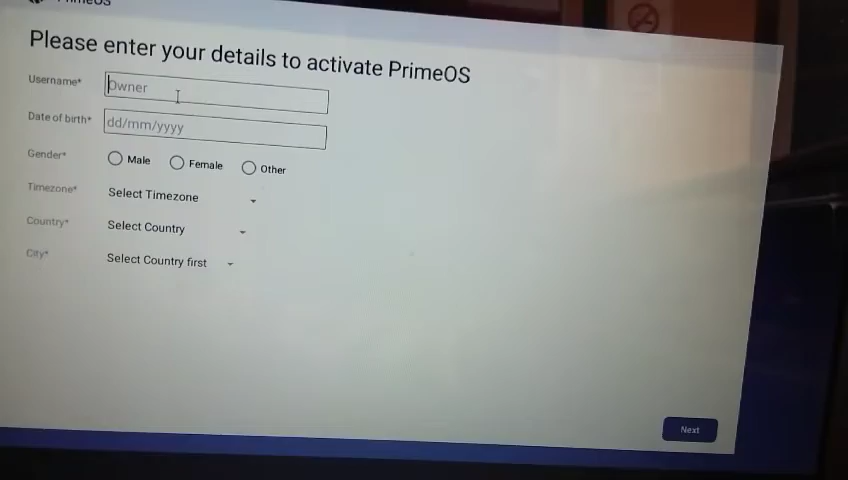 PrimeOS
Please enter your details to activate PrimeOS
Username* Owner
Date of birth* dd/mm/yyyy
Gender* Male Female Other
Timezone* Select Timezone
Country* Select Country
City* Select Country first
Next